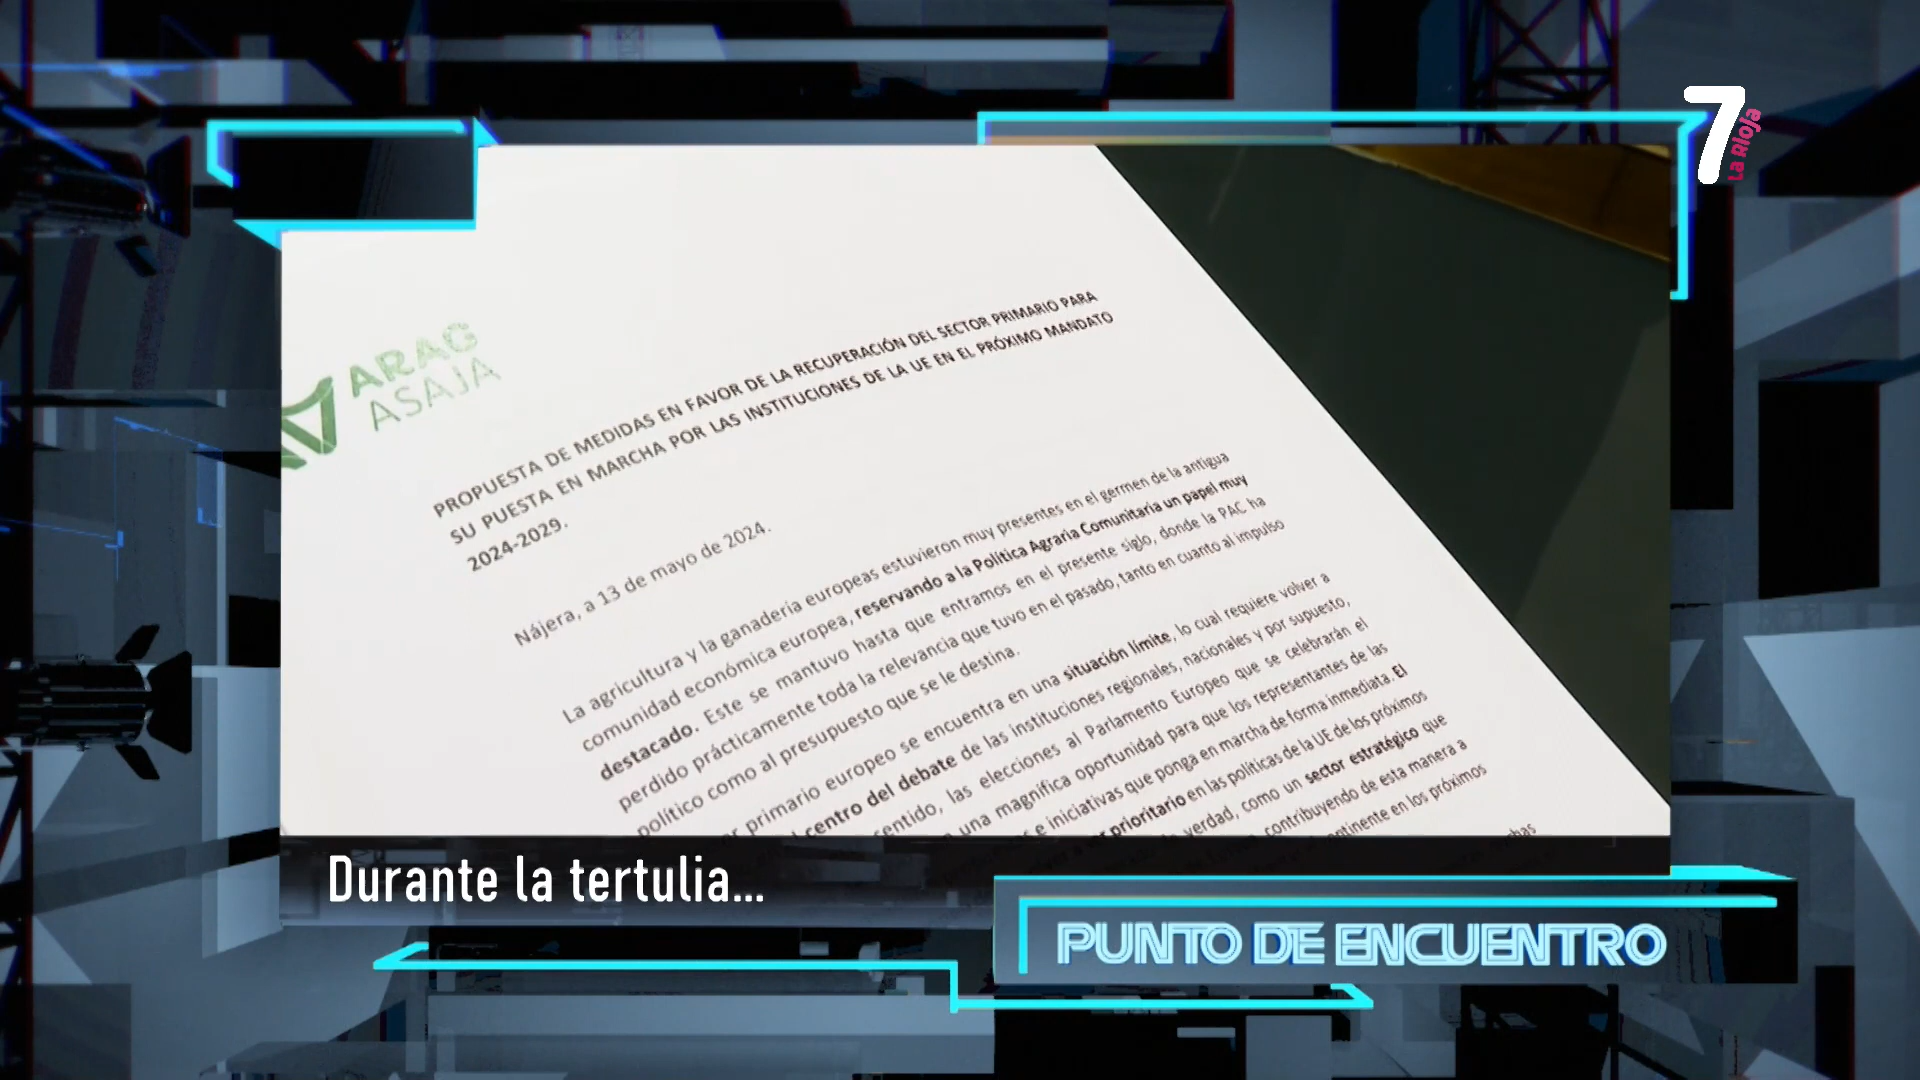 7
La Rioja
ARAG
ASAJA
PROPUESTA DE MEDIDAS EN FAVOR DE LA RECUPERACIÓN DEL SECTOR PRIMARIO PARA
SU PUESTA EN MARCHA POR LAS INSTITUCIONES DE LA UE EN EL PRÓXIMO MANDATO
2024-2029.
Nájera, a 13 de mayo de 2024.
La agricultura y la ganadería europeas estuvieron muy presentes en el germen de la antigua
comunidad económica europea, reservando a la Política Agraria Comunitaria un papel muy
destacado. Este se mantuvo hasta que entramos en el presente siglo, donde la PAC ha
perdido prácticamente toda la relevancia que tuvo en el pasado, tanto en cuanto al impulso
político como al presupuesto que se le destina.
primario europeo se encuentra en una situación límite, lo cual requiere volver a
centro del debate de las instituciones regionales, nacionales y por supuesto,
sentido, las elecciones al Parlamento Europeo que se celebrarán el
una magnífica oportunidad para que los representantes de las
e iniciativas que ponga en marcha de forma inmediata. El
prioritario en las políticas de la UE de los próximos
verdad, como un sector estratégico que
contribuyendo de esta manera a
continente en los próximos
Durante la tertulia...
PUNTO DE ENCUENTRO